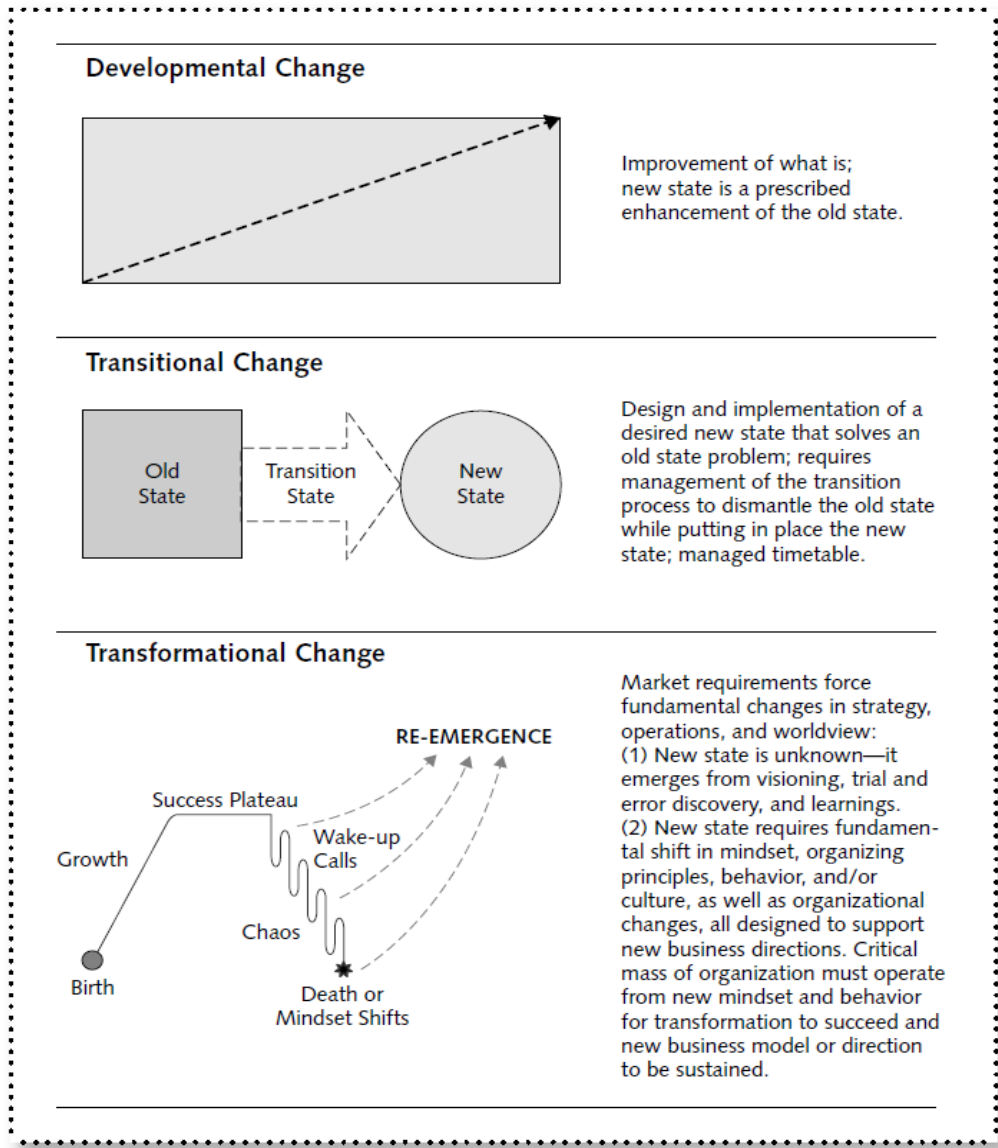 Developmental Change
Improvement of what is;
new state is a prescribed
enhancement of the old state.
Transitional Change
Old
State
Transition
State
New
State
Design and implementation of a
desired new state that solves an
old state problem; requires
management of the transition
process to dismantle the old state
while putting in place the new
state; managed timetable.
Transformational Change
RE-EMERGENCE
Success Plateau
Wake-up
Calls
Growth
Chaos
Birth
Death or
Mindset Shifts
Market requirements force
fundamental changes in strategy,
operations, and worldview:
(1) New state is unknown—it
emerges from visioning, trial and
error discovery, and learnings.
(2) New state requires fundamen-
tal shift in mindset, organizing
principles, behavior, and/or
culture, as well as organizational
changes, all designed to support
new business directions. Critical
mass of organization must operate
from new mindset and behavior
for transformation to succeed and
new business model or direction
to be sustained.